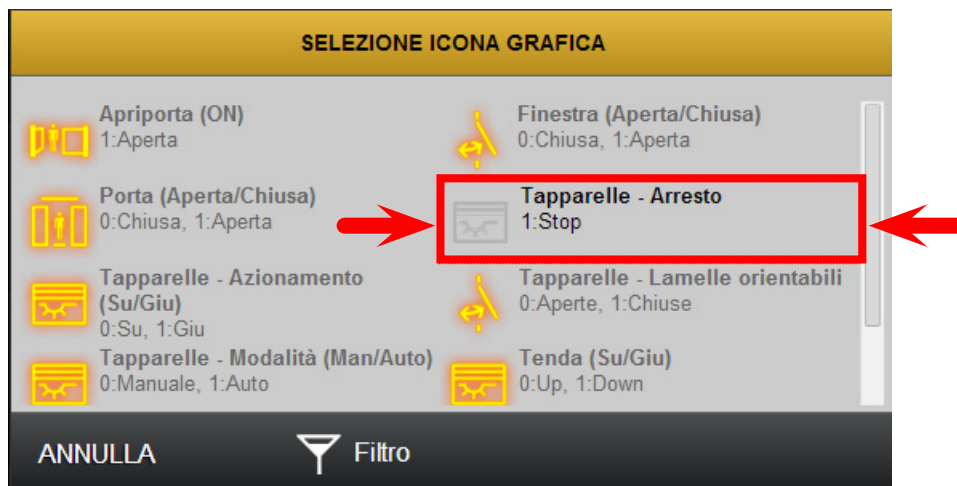 SELEZIONE ICONA GRAFICA
Apriporta (ON)
1:Aperta
Finestra (Aperta/Chiusa)
0:Chiusa, 1:Aperta
Porta (Aperta/Chiusa)
0:Chiusa, 1:Aperta
Tapparelle - Arresto
1:Stop
Tapparelle - Azionamento
(Su/Giu)
0:Su, 1:Giu
Tapparelle - Lamelle orientabili
0:Aperte, 1:Chiuse
Tapparelle - Modalità (Man/Auto)
0:Manuale, 1:Auto
Tenda (Su/Giu)
0:Up, 1:Down
ANNULLA
Filtro